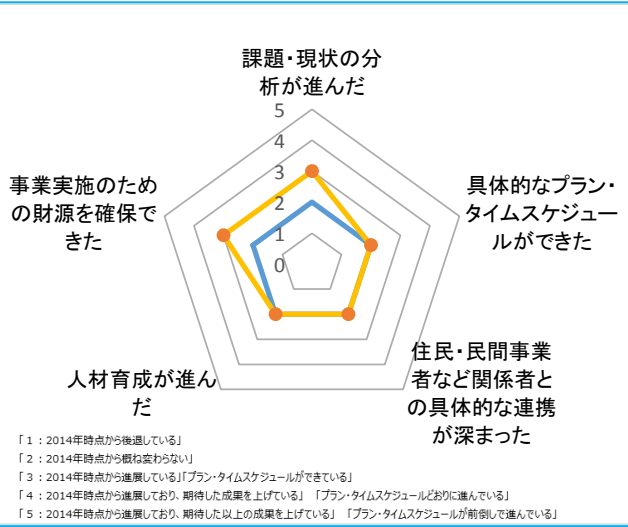 課題・現状の分
析が進んだ
5
4
3
2
1
0
具体的なプラン・
タイムスケジュー
ルができた
住民・民間事業
者など関係者と
の具体的な連携
が深まった
人材育成が進ん
だ
事業実施のため
の財源を確保で
きた
「１：2014年時点から後退している」
「２：2014年時点から概ね変わらない」
「３：2014年時点から進展している」「プラン・タイムスケジュールができている」
「４：2014年時点から進展しており、期待した成果を上げている」 「プラン・タイムスケジュールどおりに進んでいる」
「５：2014年時点から進展しており、期待した以上の成果を上げている」 「プラン・タイムスケジュールが前倒しで進んでいる」